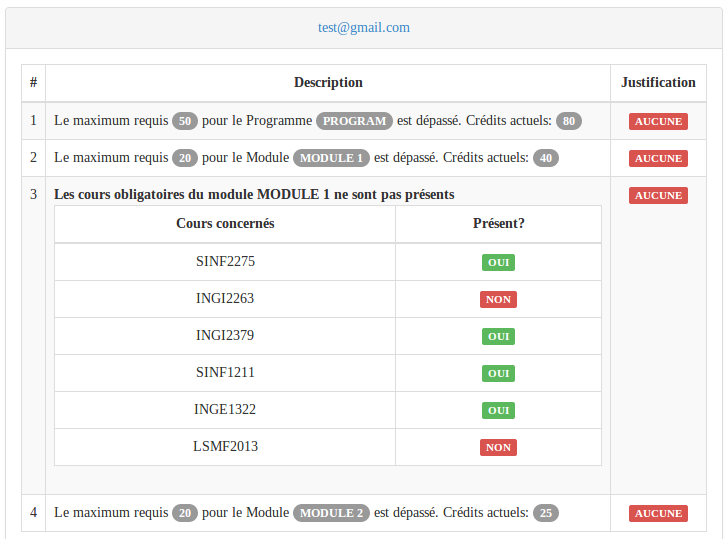 test@gmail.com
# Description Justification
1 Le maximum requis 50 pour le Programme PROGRAM est dépassé. Crédits actuels: 80 AUCUNE
2 Le maximum requis 20 pour le Module MODULE 1 est dépassé. Crédits actuels: 40 AUCUNE
3 Les cours obligatoires du module MODULE 1 ne sont pas présents AUCUNE
Cours concernés Présent?
SINF2275 OUI
INGI2263 NON
INGI2379 OUI
SINF1211 OUI
INGE1322 OUI
LSMF2013 NON
4 Le maximum requis 20 pour le Module MODULE 2 est dépassé. Crédits actuels: 25 AUCUNE